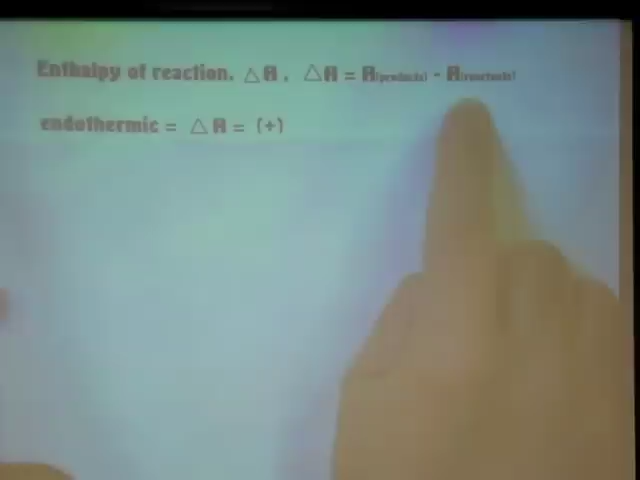 Enthalpy of reaction. △H. △H = H(products) - H(reactants)
endothermic = △H = (+)